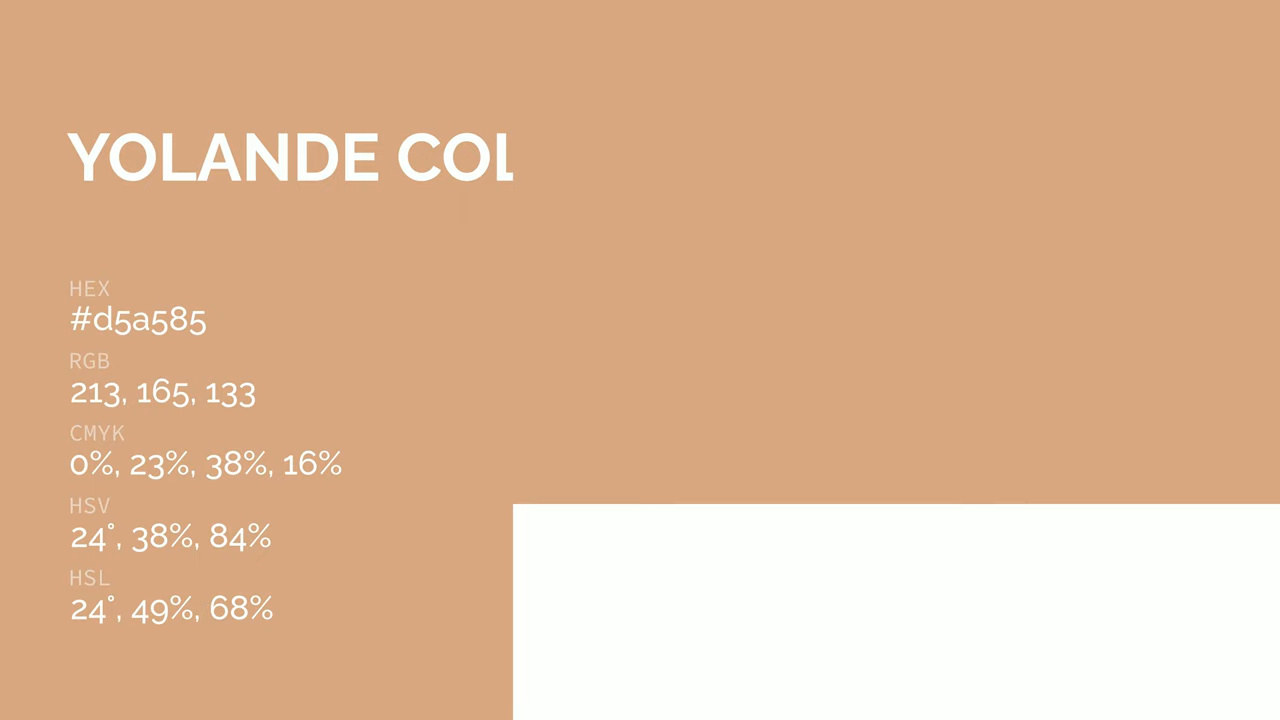 YOLANDE COL
HEX
#d5a585
RGB
213, 165, 133
CMYK
0%, 23%, 38%, 16%
HSV
24°, 38%, 84%
HSL
24°, 49%, 68%